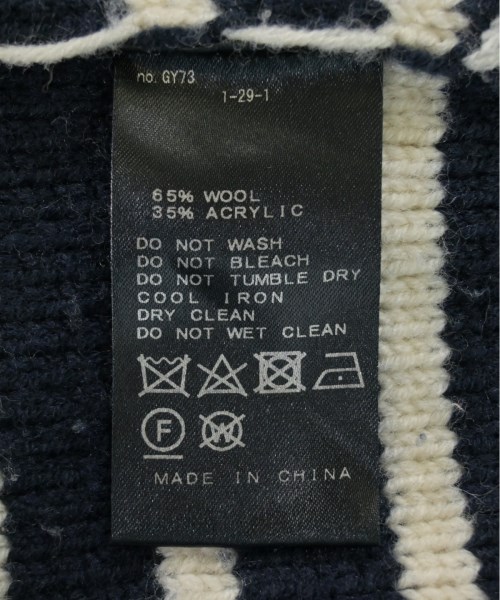 no. GY73
1-29-1
65% WOOL
35% ACRYLIC
DO NOT WASH
DO NOT BLEACH
DO NOT TUMBLE DRY
COOL IRON
DRY CLEAN
DO NOT WET CLEAN
F W
MADE IN CHINA